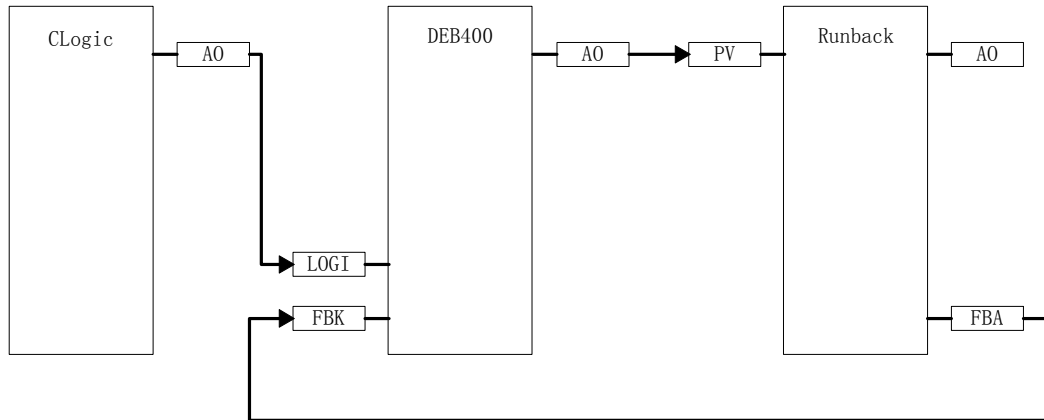 CLogic
DEB400
Runback
AO
AO
PV
AO
LOGI
FBK
FBA